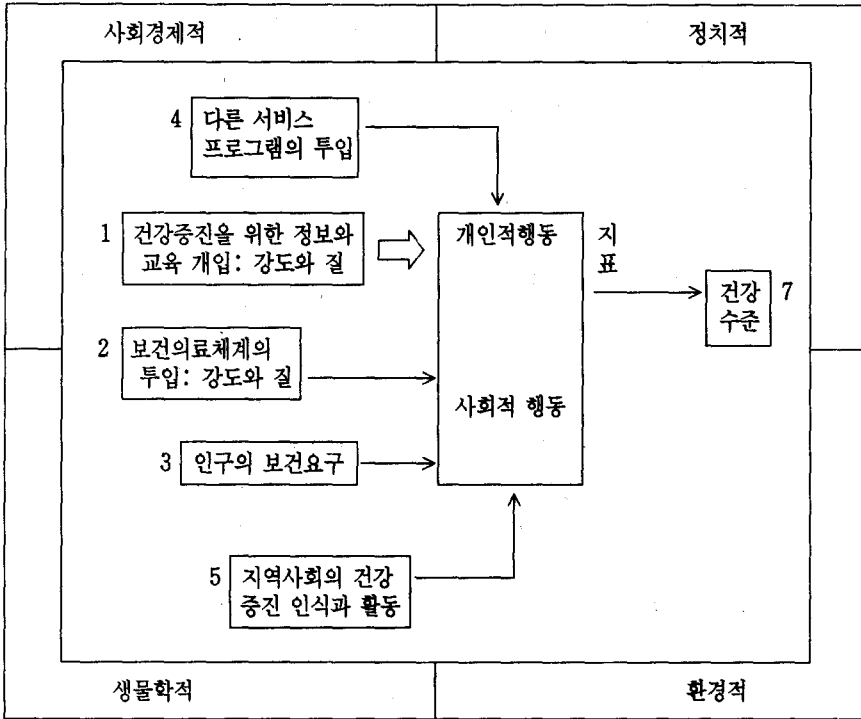 사회경제적
정치적
4 다른 서비스
프로그램의 투입
1 건강증진을 위한 정보와
교육 개입: 강도와 질
개인적행동
지
표
건강 7
수준
2 보건의료체계의
투입: 강도와 질
사회적 행동
3 인구의 보건요구
5 지역사회의 건강
증진 인식과 활동
생물학적
환경적